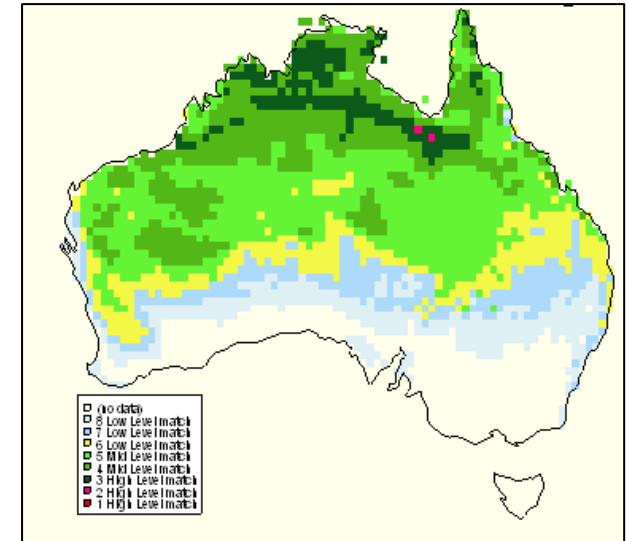 (no data)
8 Low Level match
7 Low Level match
6 Low Level match
5 Mid Level match
4 Mid Level match
3 High Level match
2 High Level match
1 High Level match